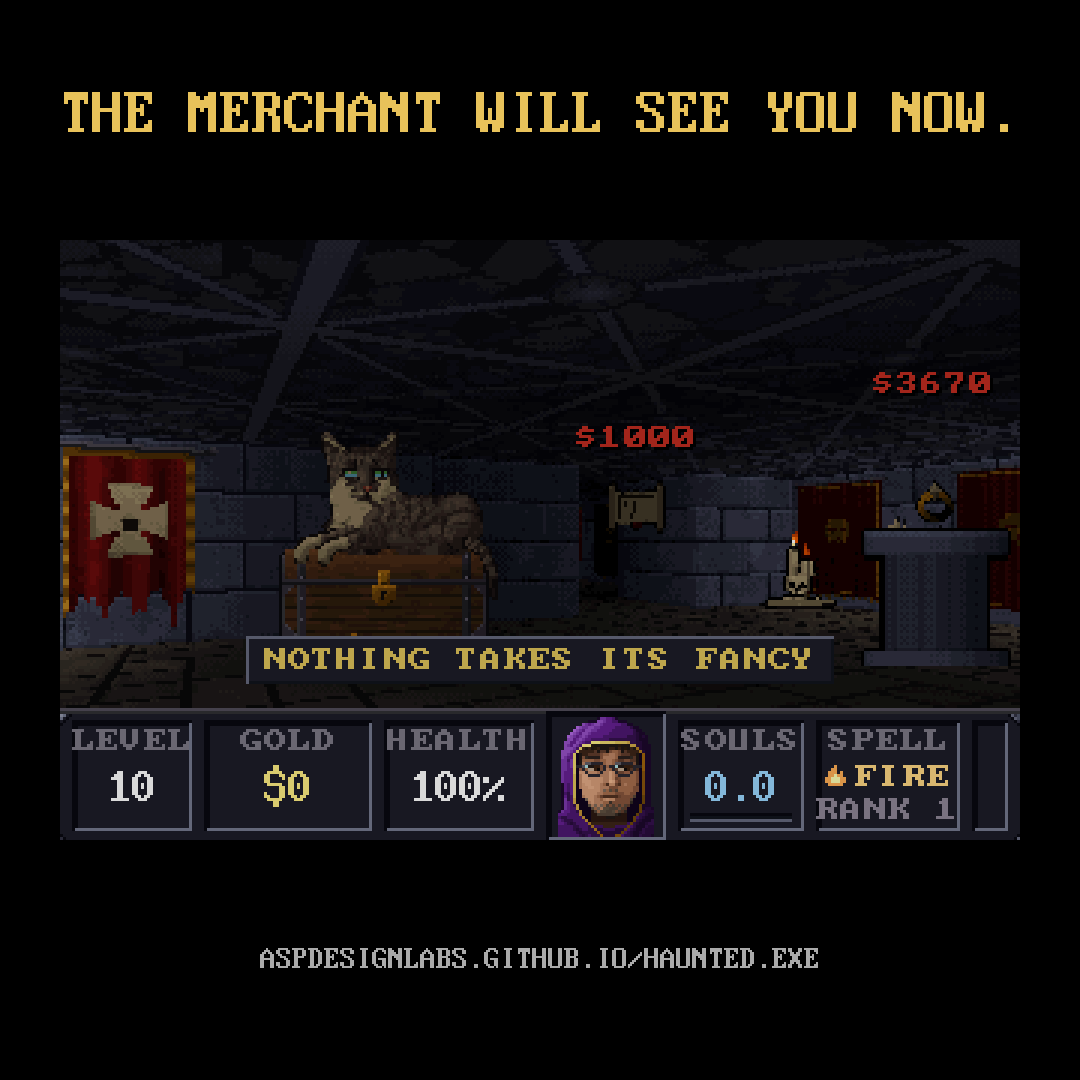 THE MERCHANT WILL SEE YOU NOW.
$3670
$1000
NOTHING TAKES ITS FANCY
LEVEL GOLD HEALTH SOULS SPELL
10 $0 100% 0.0 FIRE
RANK 1
ASPDESIGNLABS.GITHUB.IO/HAUNTED.EXE